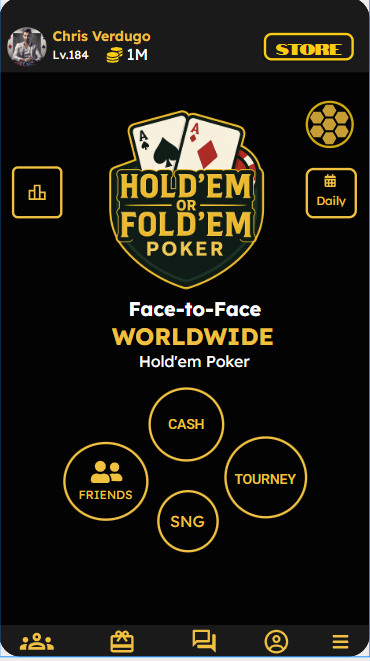 Chris Verdugo
Lv.184
1M
STORE
A
A
HOLD'EM
OR
FOLD'EM
POKER
Daily
Face-to-Face
WORLDWIDE
Hold'em Poker
CASH
FRIENDS
TOURNEY
SNG